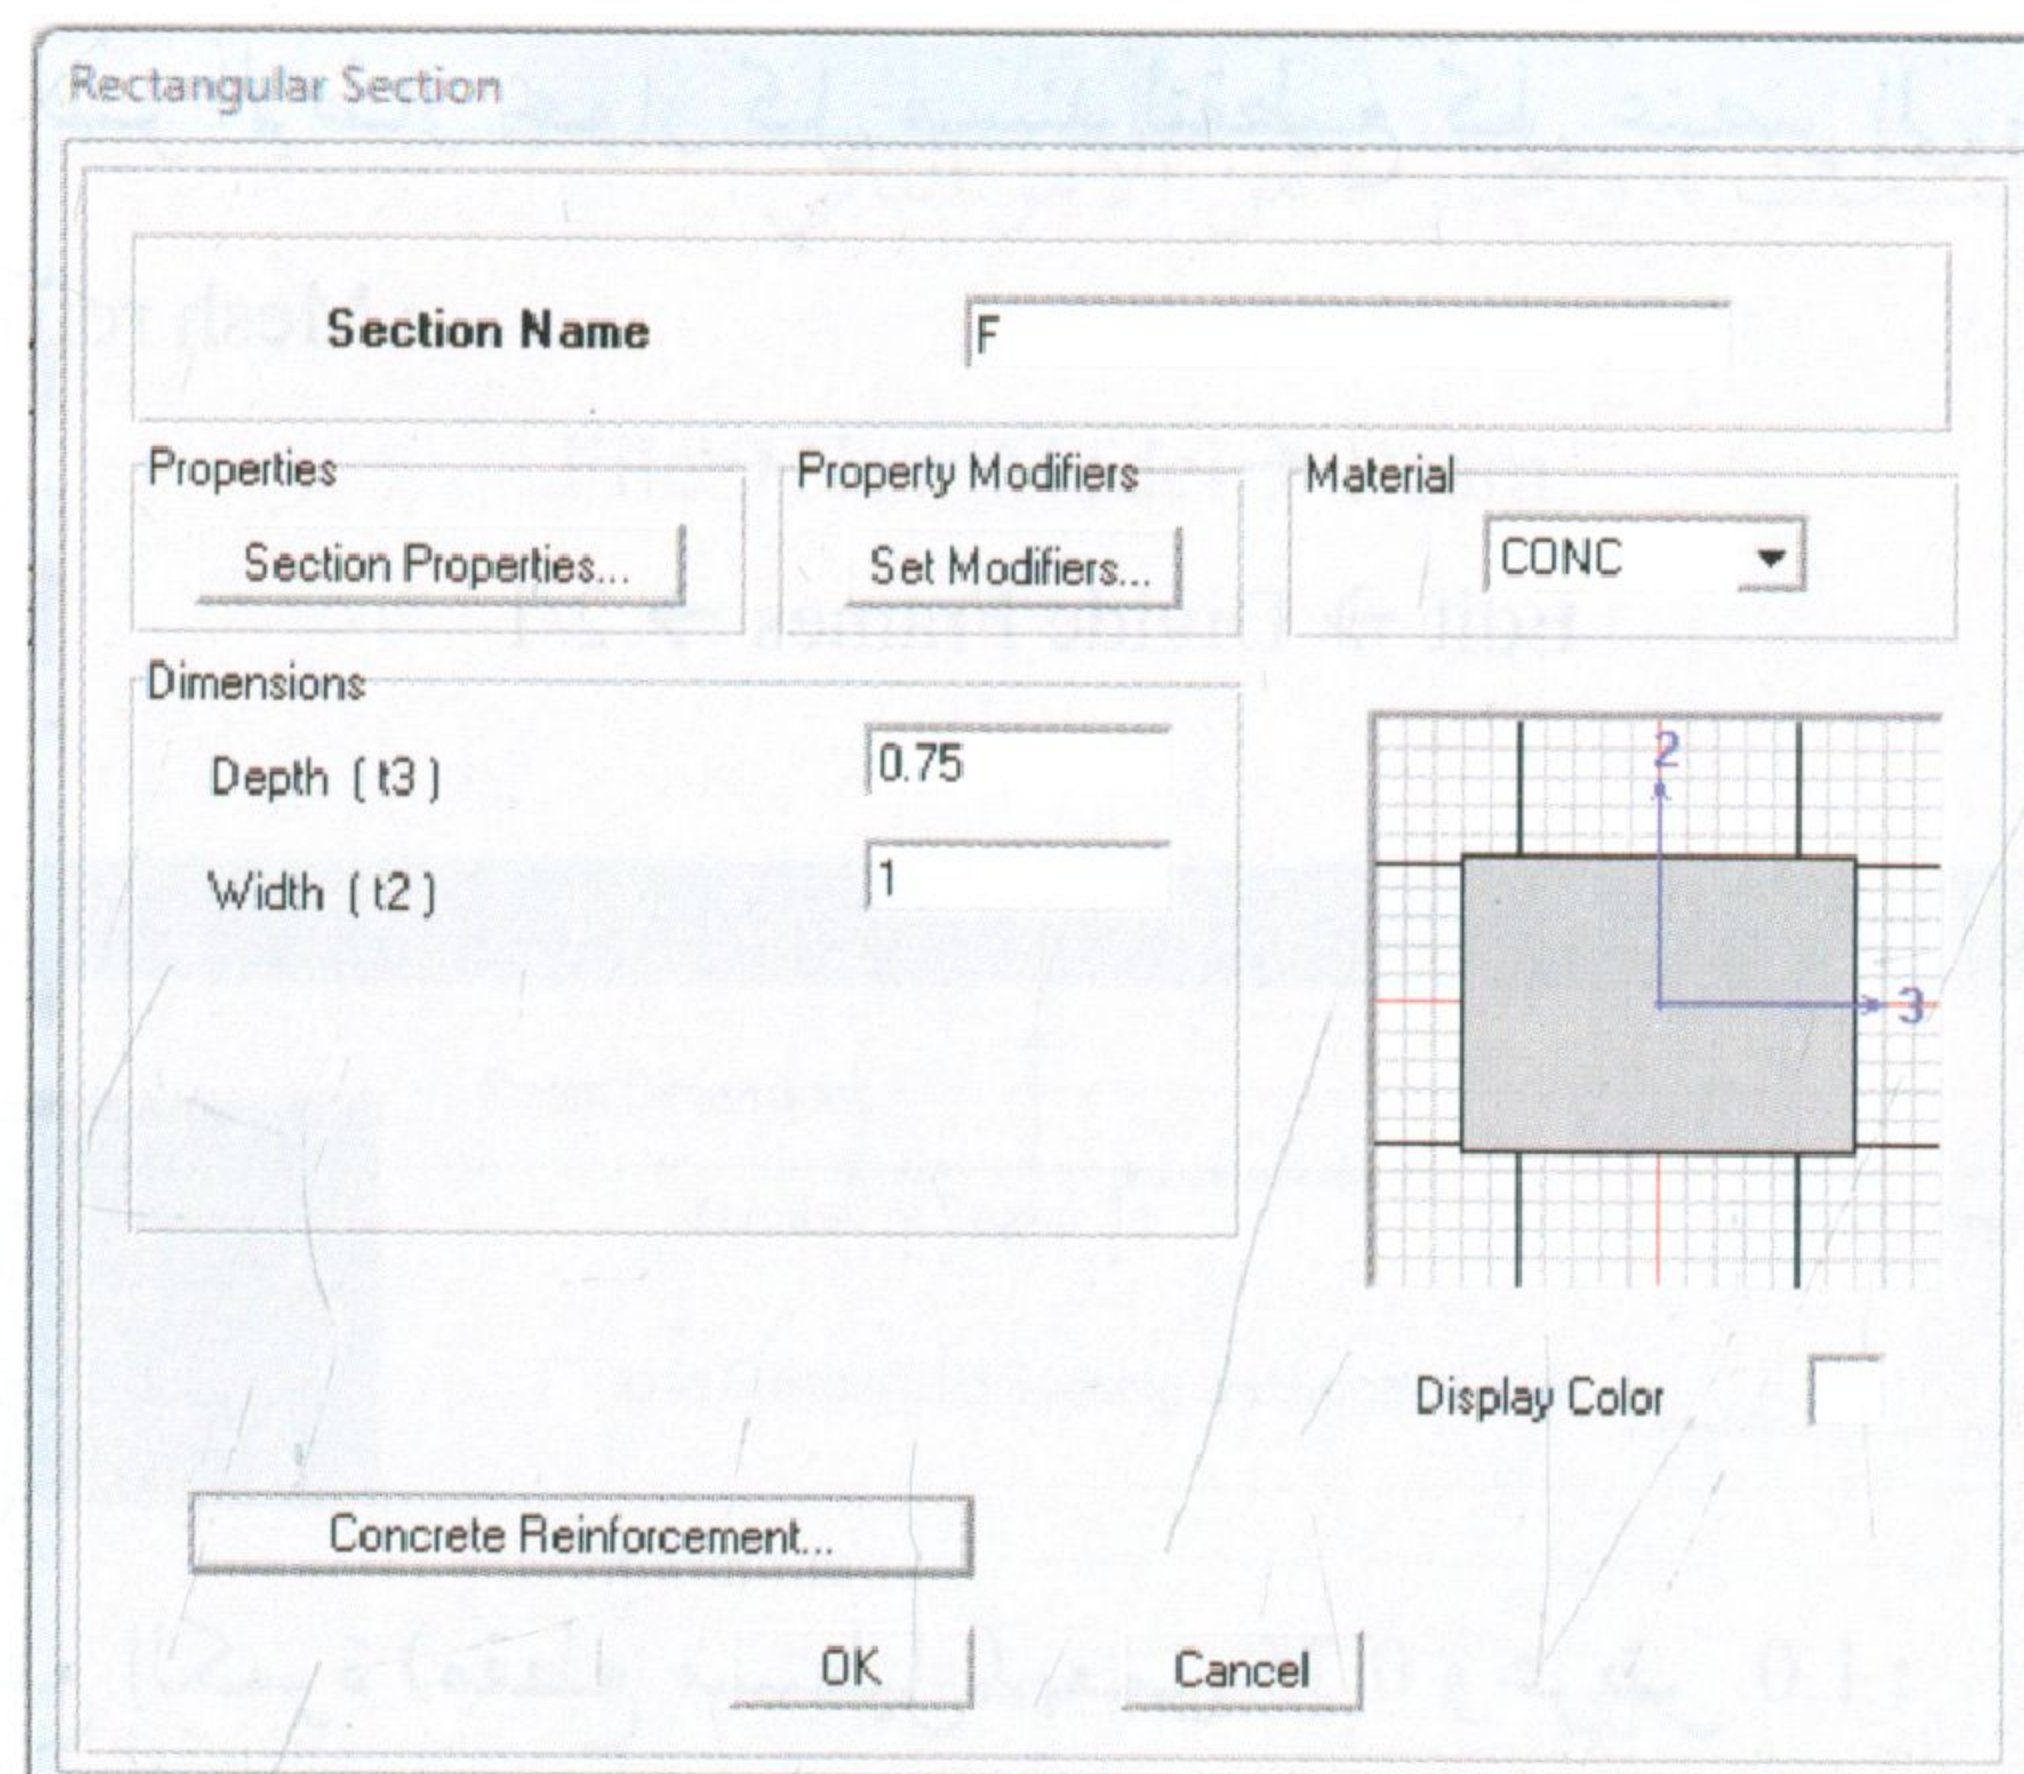 Rectangular Section
Section Name F
Properties Property Modifiers Material
Section Properties... Set Modifiers... CONC
Dimensions
Depth ( t3 ) 0.75
Width ( t2 ) 1
2
3
Display Color
Concrete Reinforcement...
OK Cancel